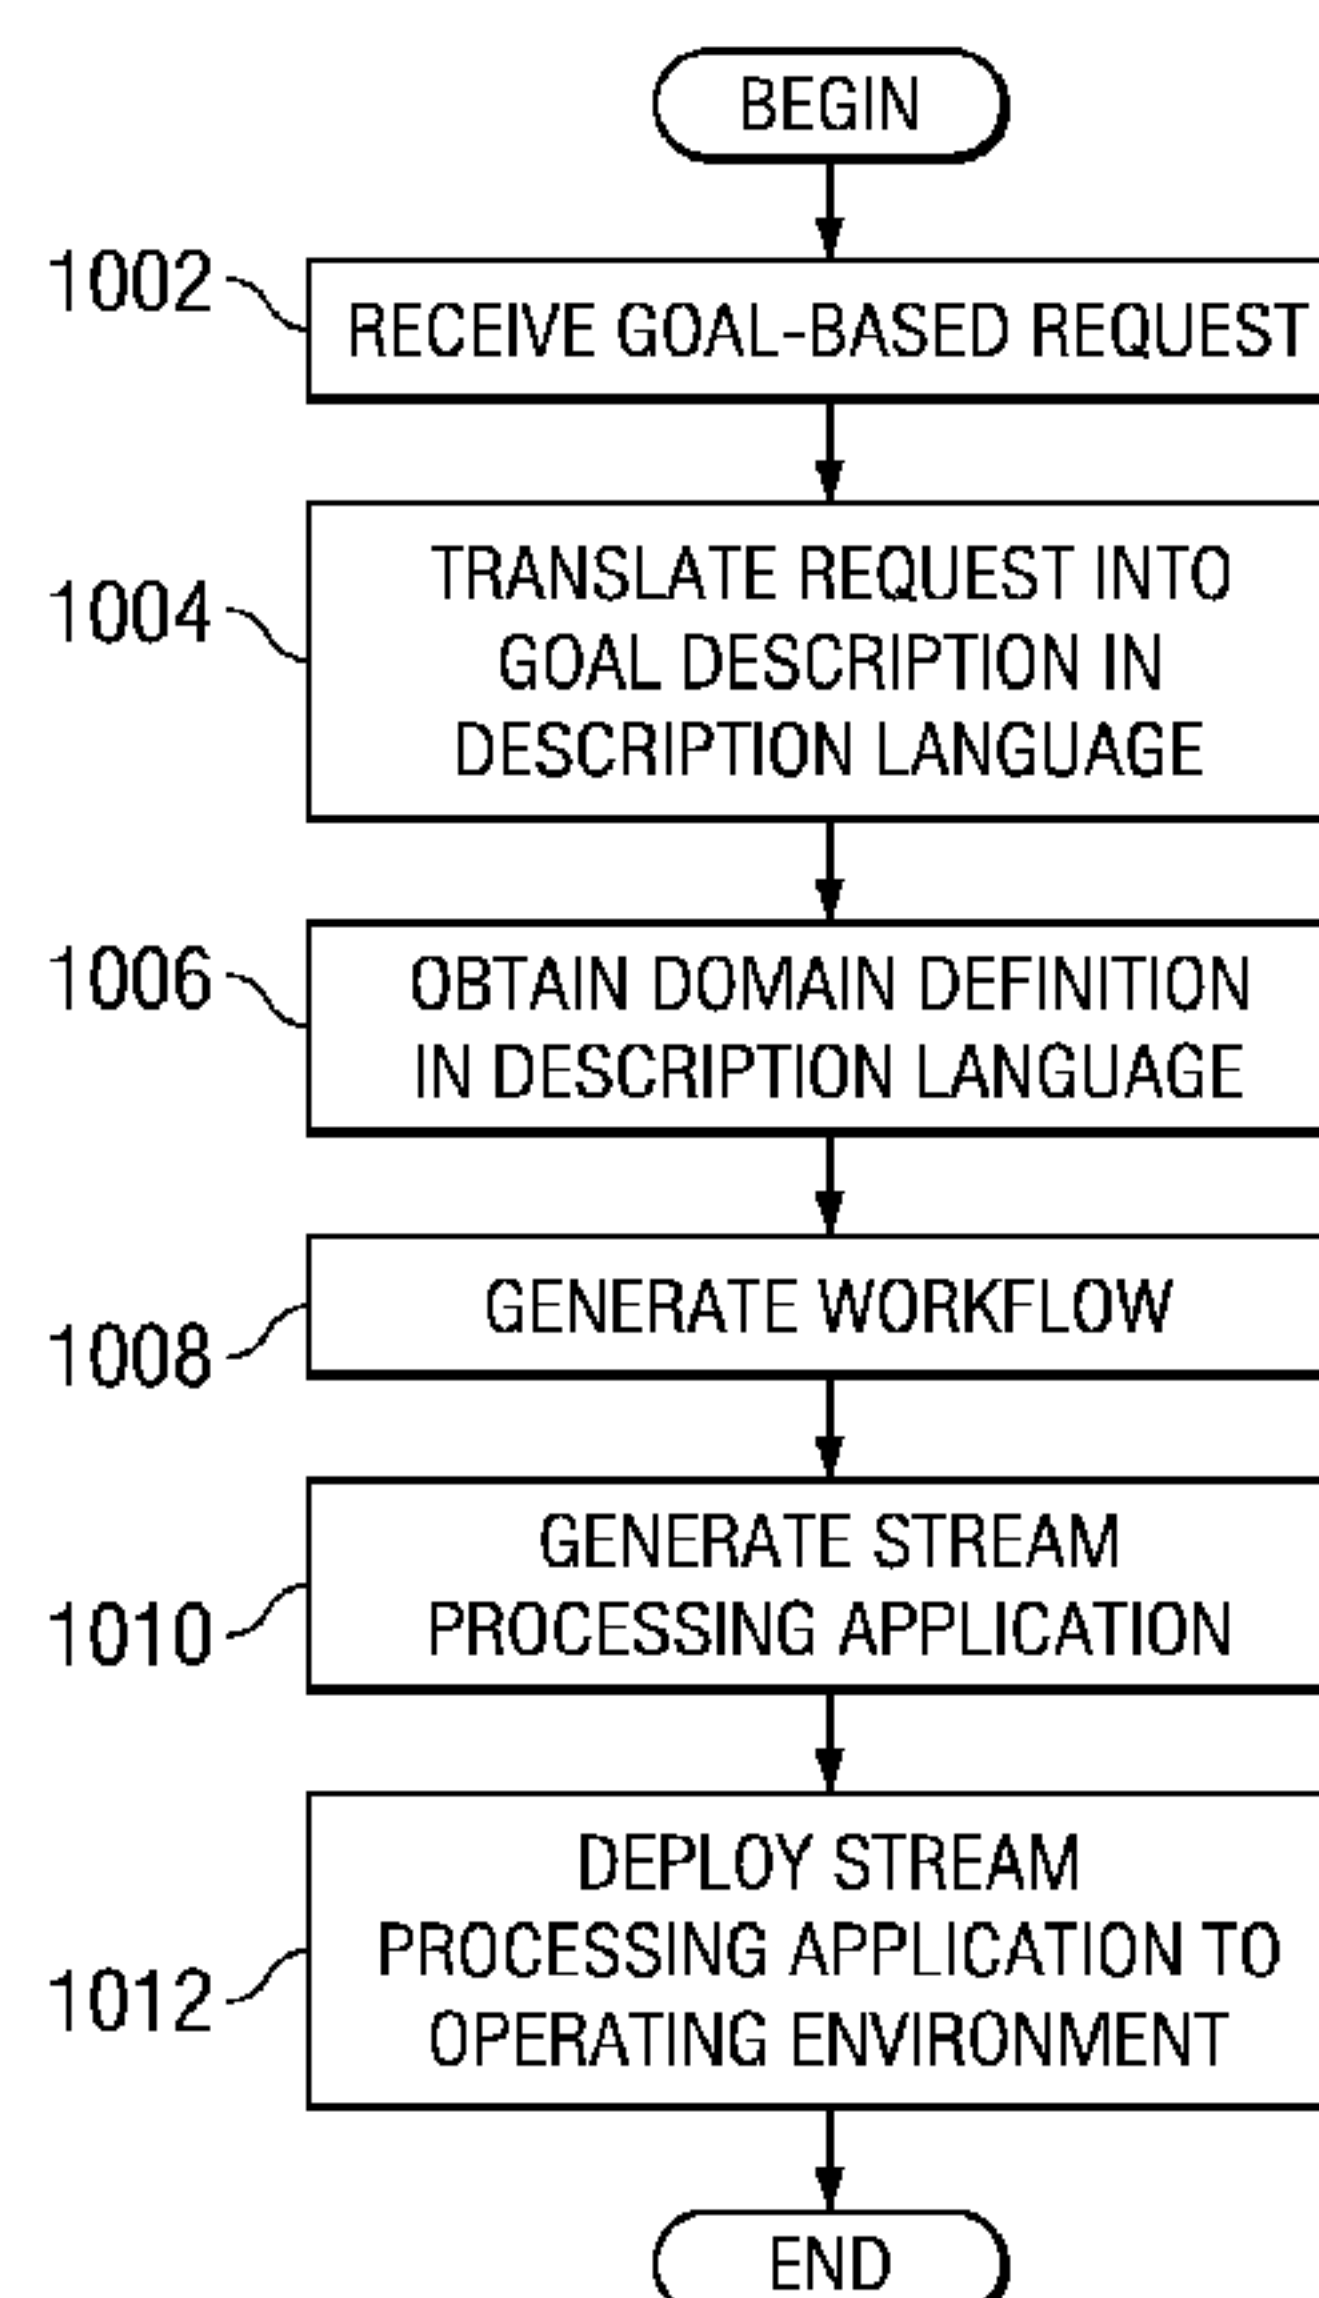 BEGIN
1002
RECEIVE GOAL-BASED REQUEST
1004
TRANSLATE REQUEST INTO
GOAL DESCRIPTION IN
DESCRIPTION LANGUAGE
1006
OBTAIN DOMAIN DEFINITION
IN DESCRIPTION LANGUAGE
1008
GENERATE WORKFLOW
1010
GENERATE STREAM
PROCESSING APPLICATION
1012
DEPLOY STREAM
PROCESSING APPLICATION TO
OPERATING ENVIRONMENT
END